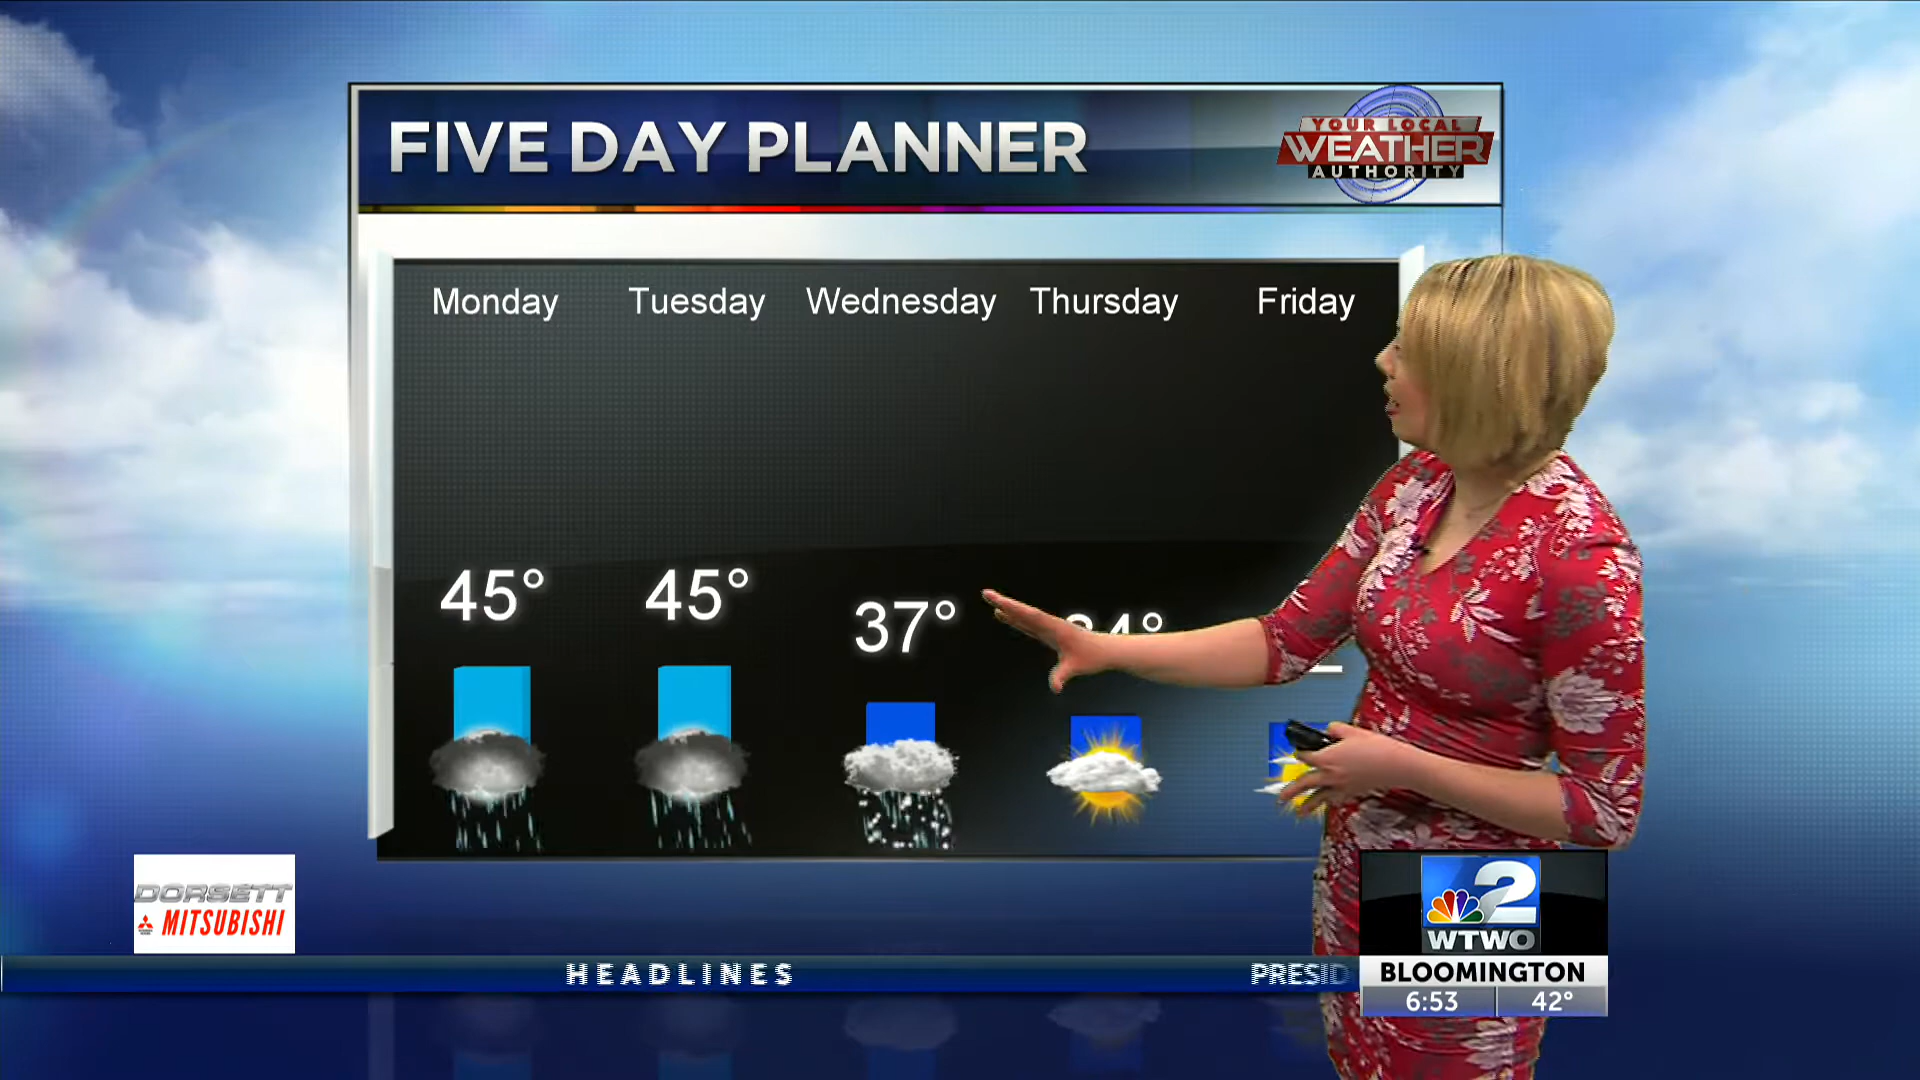 FIVE DAY PLANNER
YOUR LOCAL
WEATHER
AUTHORITY
Monday Tuesday Wednesday Thursday Friday
45° 45° 37°
DORSETT
MITSUBISHI
2
WTWO
HEADLINES
BLOOMINGTON
6:53 42°